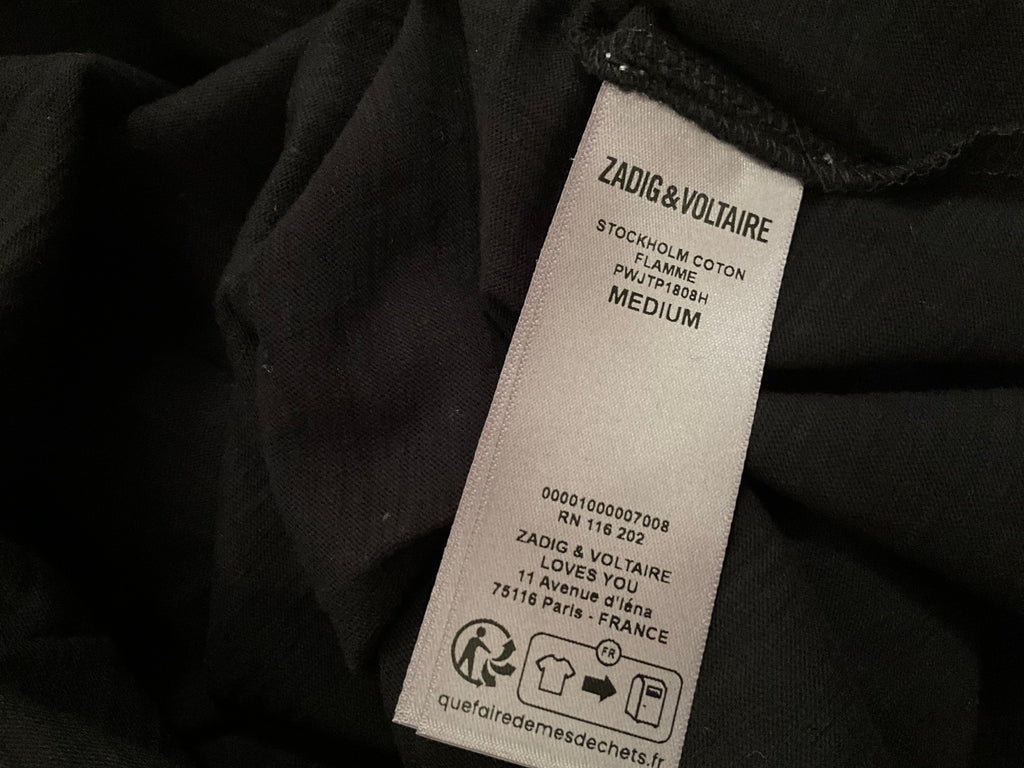 ZADIG&VOLTAIRE
STOCKHOLM COTON
FLAMME
PWJTP1808H
MEDIUM
00001000007008
RN 116 202
ZADIG & VOLTAIRE
LOVES YOU
11 Avenue d'Iéna
75116 Paris - FRANCE
FR
quefairedemesdechets.fr